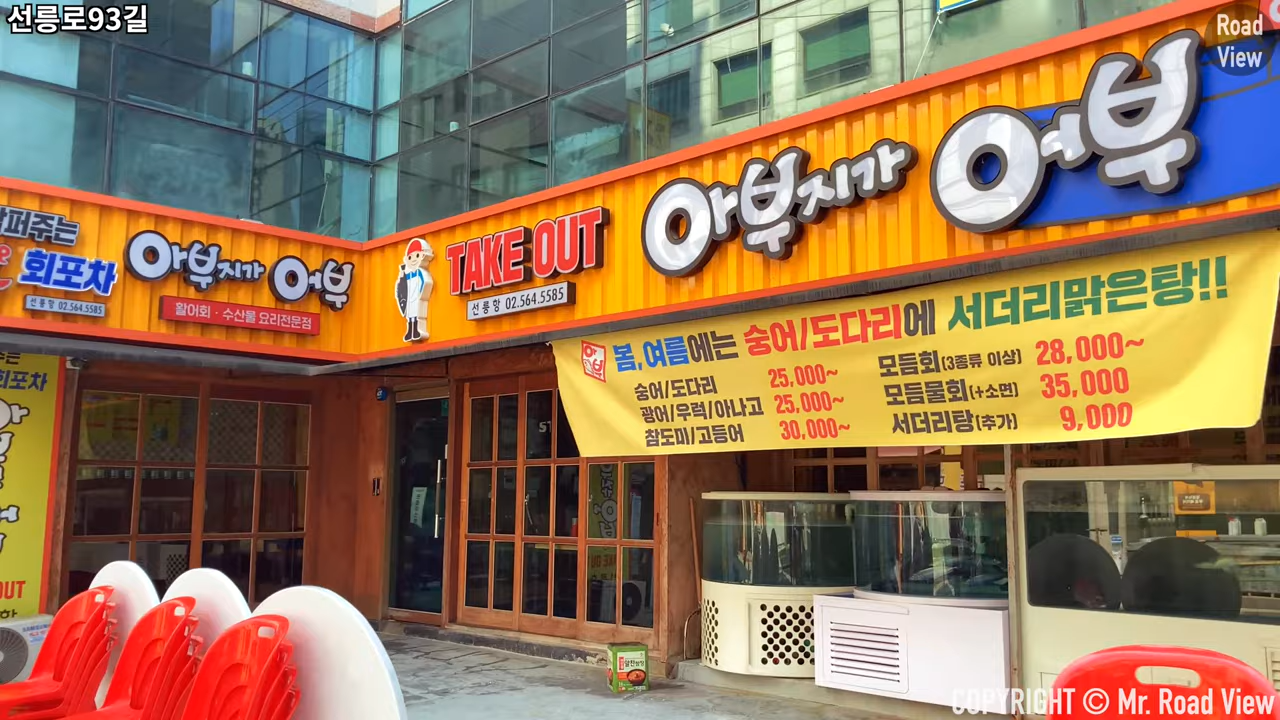 선릉로93길
Road
View
퍼주는
회포차
선릉항 02.564.5585
아부지가 어부
활어회 · 수산물 요리전문점
TAKE OUT
선릉항 02.564.5585
아부지가 어부
봄, 여름에는 숭어/도다리에 서더리맑은탕!!
숭어/도다리 25,000~
광어/우럭/아나고 25,000~
참도미/고등어 30,000~
모듬회(3종류 이상) 28,000~
모듬물회(+소면) 35,000
서더리탕(추가) 9,000
회포차
OUT
COPYRIGHT © Mr. Road View